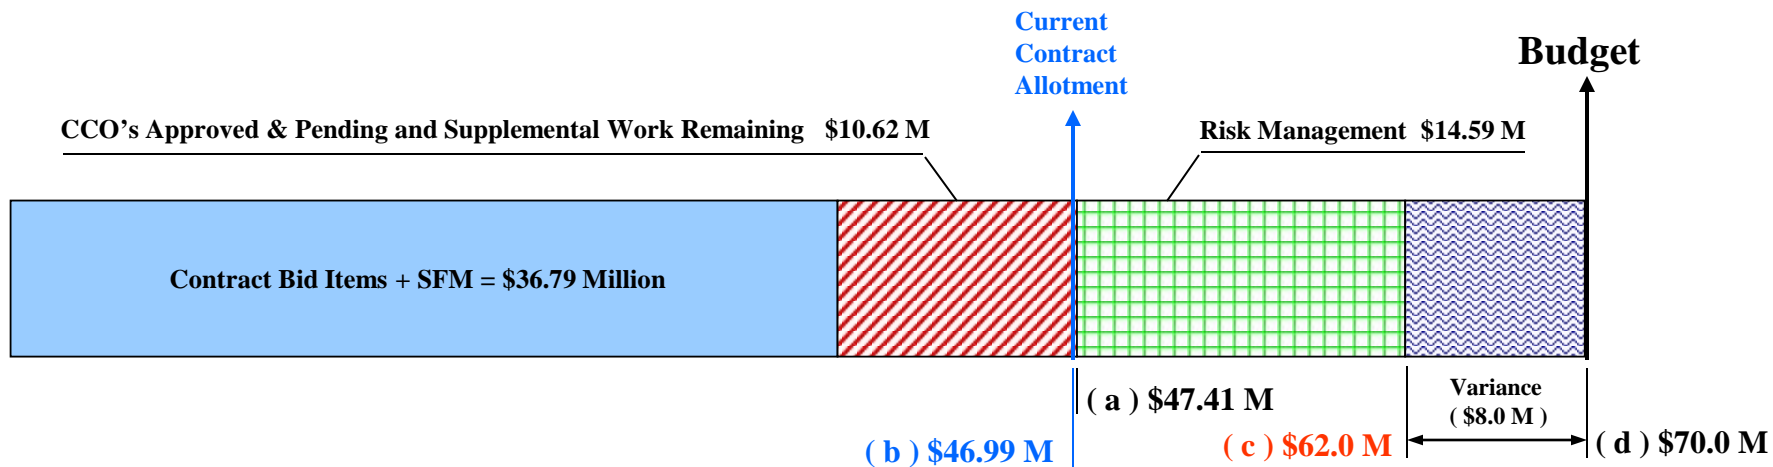 Current
Contract
Allotment
Budget
CCO's Approved & Pending and Supplemental Work Remaining $10.62 M
Risk Management $14.59 M
Contract Bid Items + SFM = $36.79 Million
( a ) $47.41 M
Variance
( $8.0 M )
( b ) $46.99 M
( c ) $62.0 M
( d ) $70.0 M